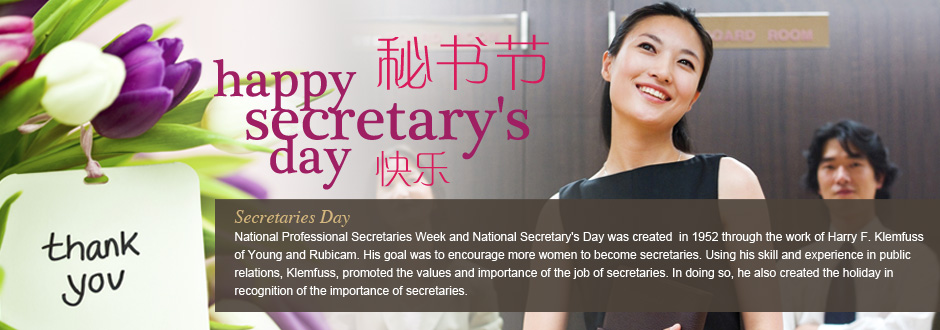 happy 秘书节
secretary's
day 快乐
BOARD ROOM
thank
you
Secretaries Day
National Professional Secretaries Week and National Secretary's Day was created in 1952 through the work of Harry F. Klemfuss
of Young and Rubicam. His goal was to encourage more women to become secretaries. Using his skill and experience in public
relations, Klemfuss, promoted the values and importance of the job of secretaries. In doing so, he also created the holiday in
recognition of the importance of secretaries.